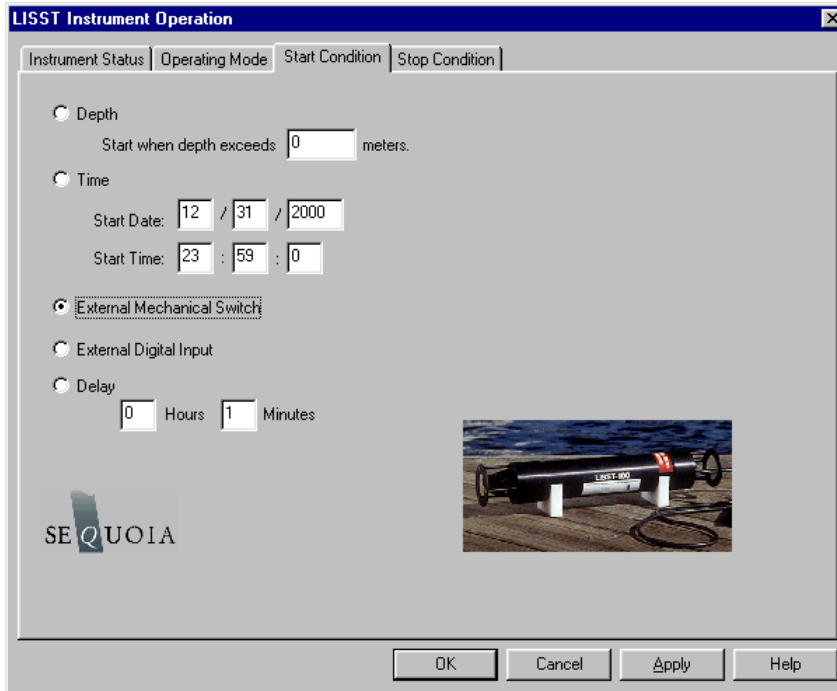 LISST Instrument Operation
Instrument Status Operating Mode Start Condition Stop Condition
Depth
Start when depth exceeds 0 meters.
Time
Start Date: 12 / 31 / 2000
Start Time: 23 : 59 : 0
External Mechanical Switch
External Digital Input
Delay
0 Hours 1 Minutes
LISST-100
SEQUOIA
OK Cancel Apply Help